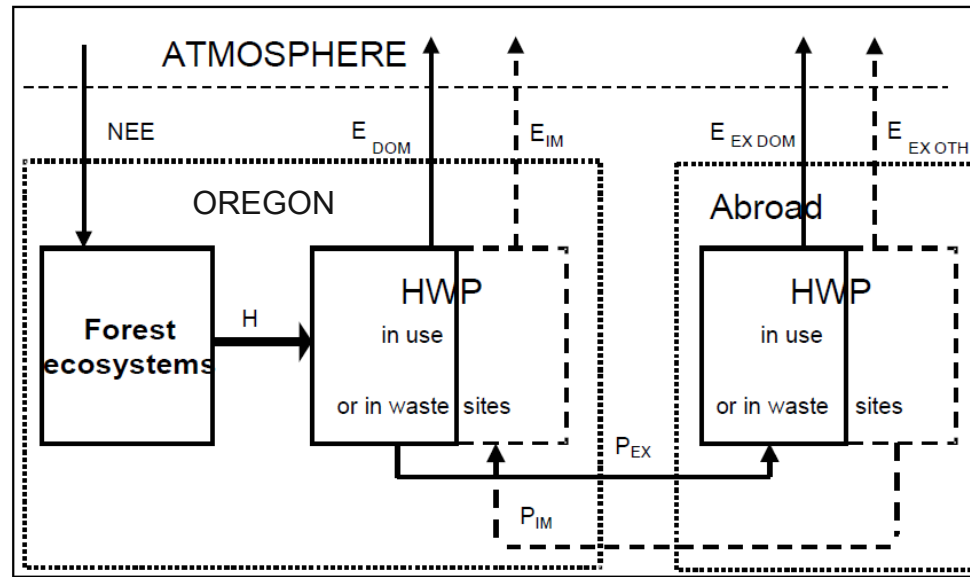 ATMOSPHERE
NEE
E DOM
E IM
E EX DOM
E EX OTH
OREGON
Abroad
Forest
ecosystems
H
HWP
in use
or in waste sites
HWP
in use
or in waste sites
P EX
P IM